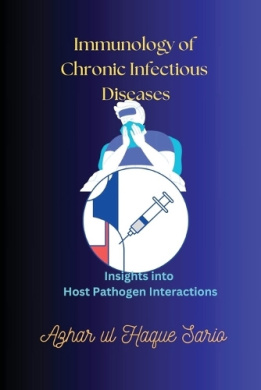 Immunology of
Chronic Infectious
Diseases
Insights into
Host Pathogen Interactions
Azhar ul Haque Sario